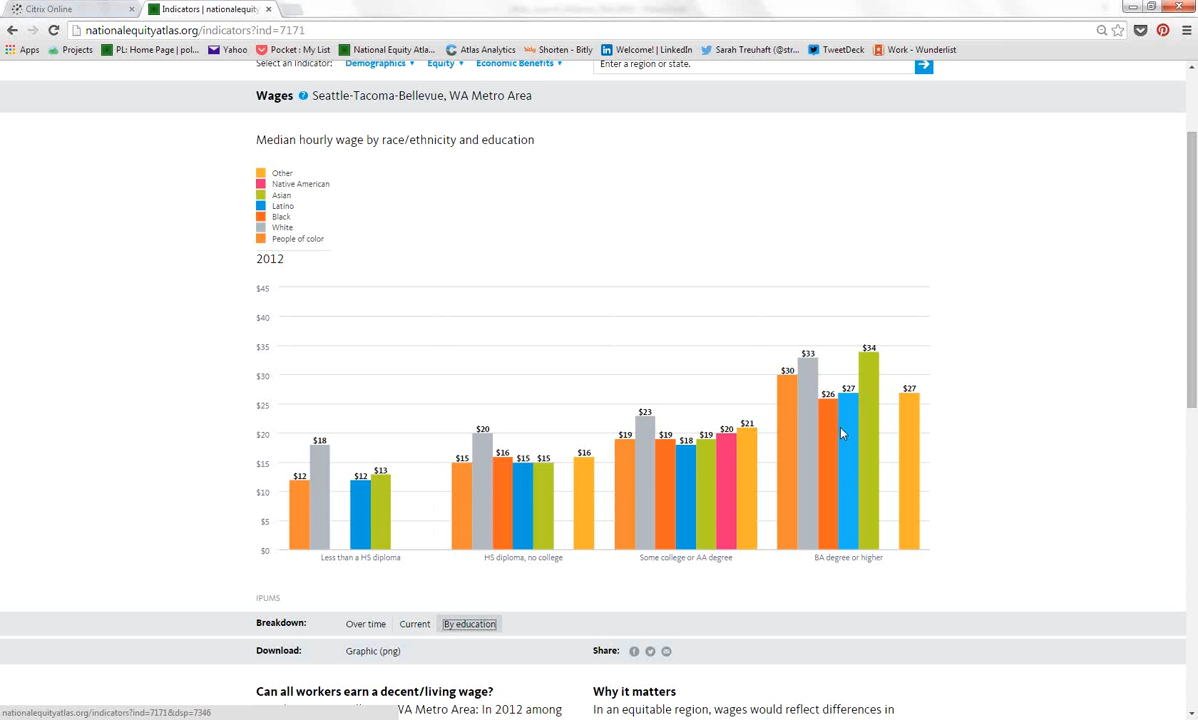 Citrix Online × Indicators | nationalequity ×
nationalequityatlas.org/indicators?ind=7171
Apps Projects PL: Home Page | pol... Yahoo Pocket : My List National Equity Atla... Atlas Analytics Shorten - Bitly Welcome! | LinkedIn Sarah Treuhaft (@str... TweetDeck Work - Wunderlist
Select an Indicator: Demographics Equity Economic Benefits Enter a region or state.
Wages ? Seattle-Tacoma-Bellevue, WA Metro Area
Median hourly wage by race/ethnicity and education
Other
Native American
Asian
Latino
Black
White
People of color
2012
$45
$40
$35
$30
$25
$20
$15
$10
$5
$0
$12 $18 $12 $13
$15 $20 $16 $15 $15 $16
$19 $23 $19 $18 $19 $20 $21
$30 $33 $26 $27 $34 $27
Less than a HS diploma HS diploma, no college Some college or AA degree BA degree or higher
IPUMS
Breakdown: Over time Current By education
Download: Graphic (png) Share:
Can all workers earn a decent/living wage? Why it matters
WA Metro Area: In 2012 among In an equitable region, wages would reflect differences in
nationalequityatlas.org/indicators?ind=7171&dsp=7346